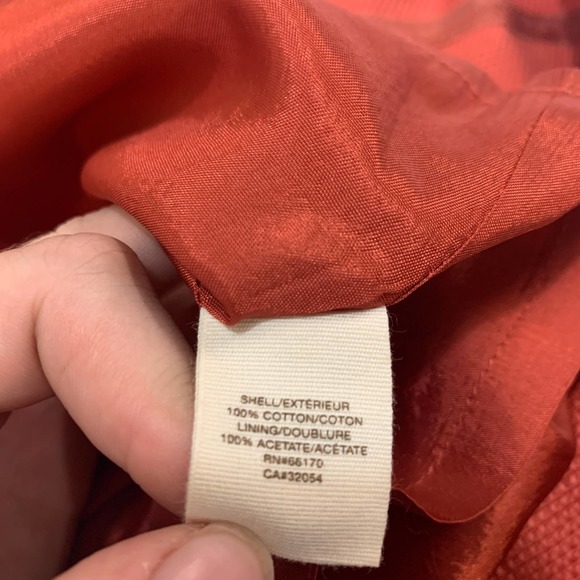 SHELL/EXTÉRIEUR
100% COTTON/COTON
LINING/DOUBLURE
100% ACETATE/ACÉTATE
RN#66170
CA#32054